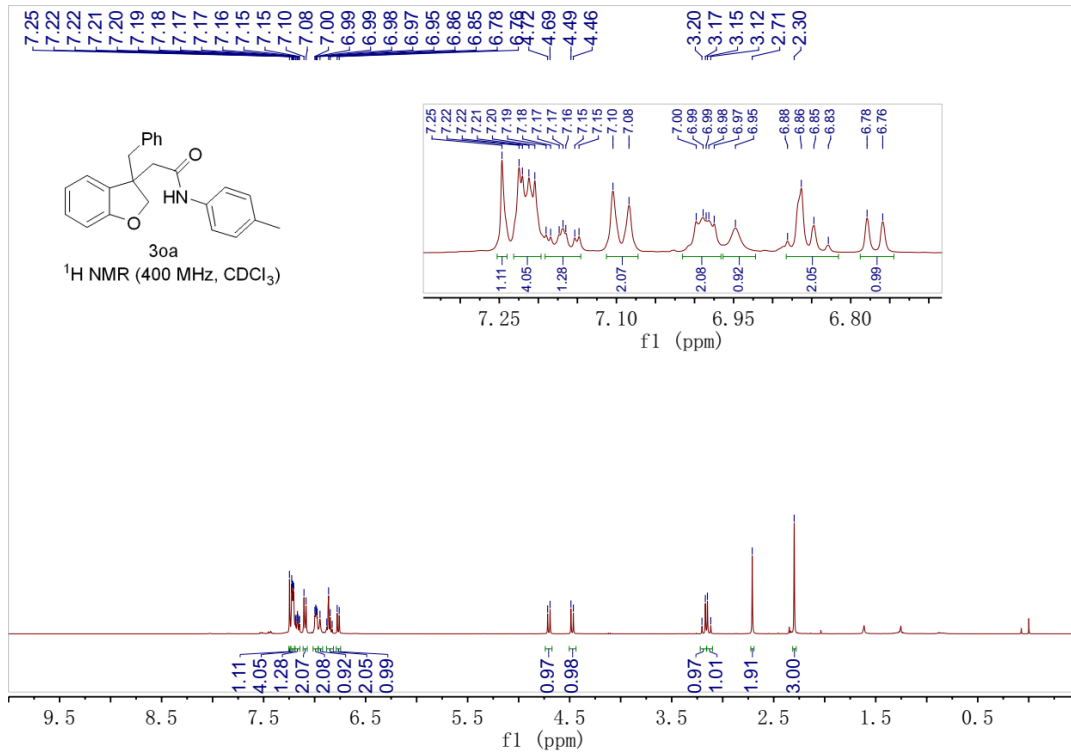 7.25 7.22 7.22 7.21 7.20 7.19 7.18 7.17 7.17 7.16 7.15 7.15 7.10 7.08 7.00 6.99 6.99 6.98 6.97 6.95 6.86 6.85 6.78 6.76 4.72 4.69 4.49 4.46 3.20 3.17 3.15 3.12 2.71 2.30
7.25 7.22 7.22 7.21 7.20 7.19 7.18 7.17 7.17 7.16 7.15 7.15 7.10 7.08 7.00 6.99 6.99 6.98 6.97 6.95 6.88 6.86 6.85 6.83 6.78 6.76
Ph
O
NH
O
3oa
¹H NMR (400 MHz, CDCl₃)
1.11 4.05 1.28 2.07 2.08 0.92 2.05 0.99
7.25 7.10 6.95 6.80
f1 (ppm)
1.11 4.05 1.28 2.07 2.08 0.92 2.05 0.99 0.97 0.98 0.97 1.01 1.91 3.00
9.5 8.5 7.5 6.5 5.5 4.5 3.5 2.5 1.5 0.5
f1 (ppm)